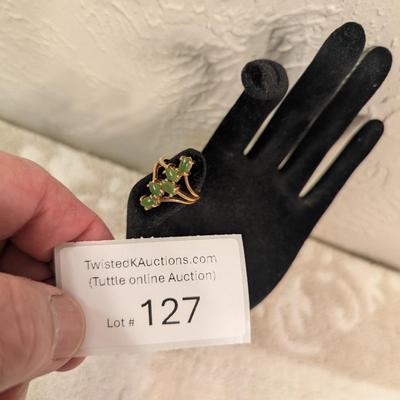 TwistedKAuctions.com
(Tuttle online Auction)
Lot # 127